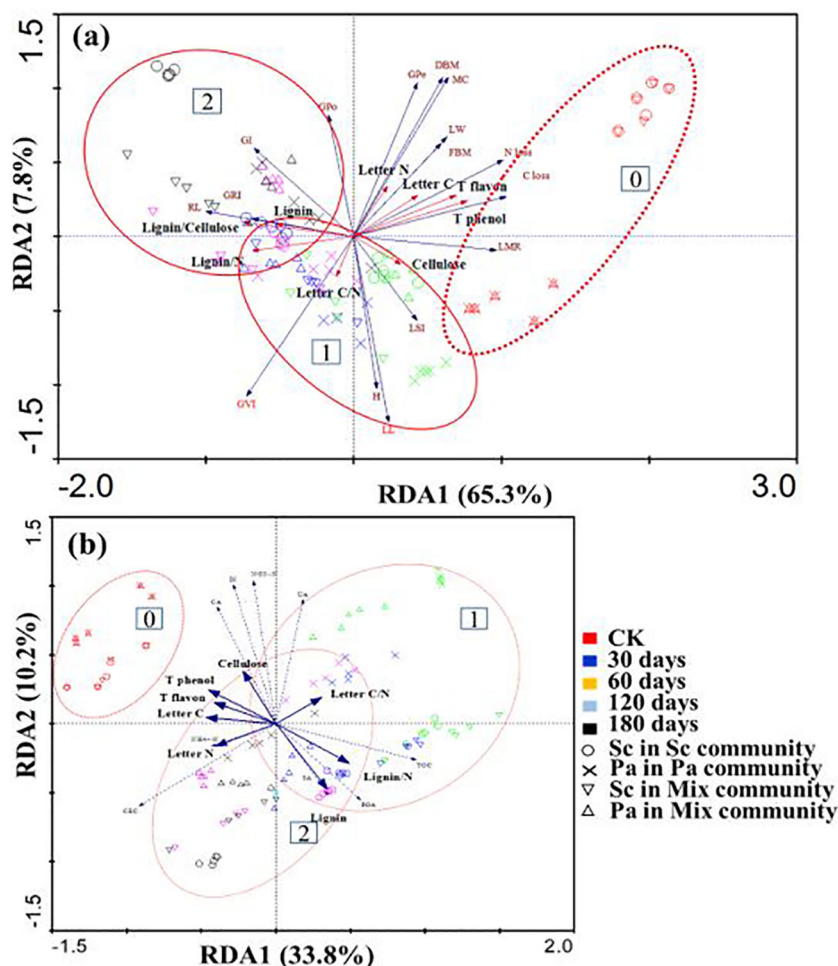 (a)
1.5
RDA2 (7.8%)
-1.5
2
0
1
DBM
GPe
MC
GPo
LW
GI
FBM
N loss
Letter N
C loss
Letter C
T flavon
RL
GRI
Lignin
T phenol
Lignin/Cellulose
LMR
Lignin/N
Cellulose
Letter C/N
LSI
GVI
H
LL
-2.0
RDA1 (65.3%)
3.0
(b)
1.5
RDA2 (10.2%)
-1.5
0
1
2
Cellulose
T phenol
T flavon
Letter C
Letter C/N
Letter N
Lignin/N
TOC
Lignin
-1.5
RDA1 (33.8%)
2.0
CK
30 days
60 days
120 days
180 days
Sc in Sc community
Pa in Pa community
Sc in Mix community
Pa in Mix community